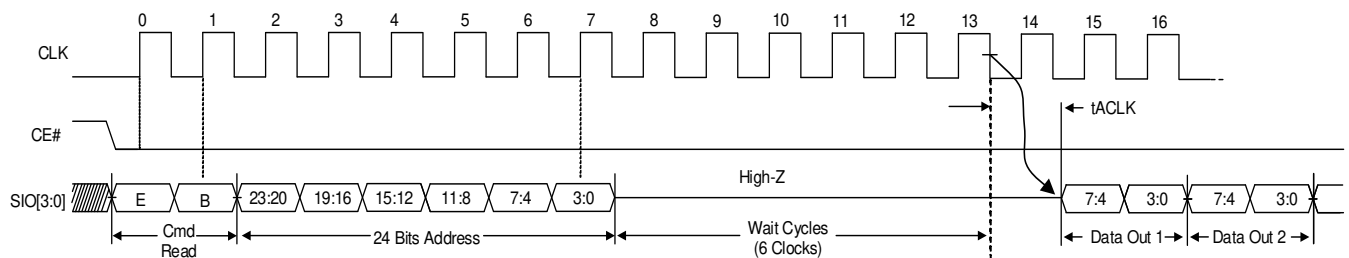 0 1 2 3 4 5 6 7 8 9 10 11 12 13 14 15 16
CLK
tACLK
CE#
High-Z
SIO[3:0] E B 23:20 19:16 15:12 11:8 7:4 3:0 7:4 3:0 7:4 3:0
Cmd
Read
24 Bits Address
Wait Cycles
(6 Clocks)
Data Out 1
Data Out 2